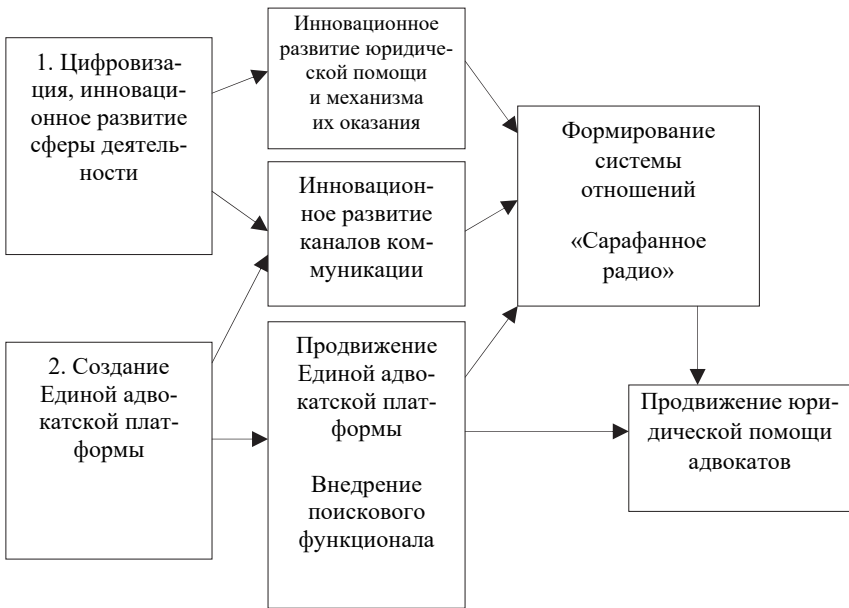 1. Цифровиза-
ция, инноваци-
онное развитие
сферы деятель-
ности
2. Создание
Единой адво-
катской плат-
формы
Инновационное
развитие юридиче-
ской помощи
и механизма
их оказания
Инновацион-
ное развитие
каналов ком-
муникации
Продвижение
Единой адво-
катской плат-
формы
Внедрение
поискового
функционала
Формирование
системы
отношений
«Сарафанное
радио»
Продвижение юри-
дической помощи
адвокатов